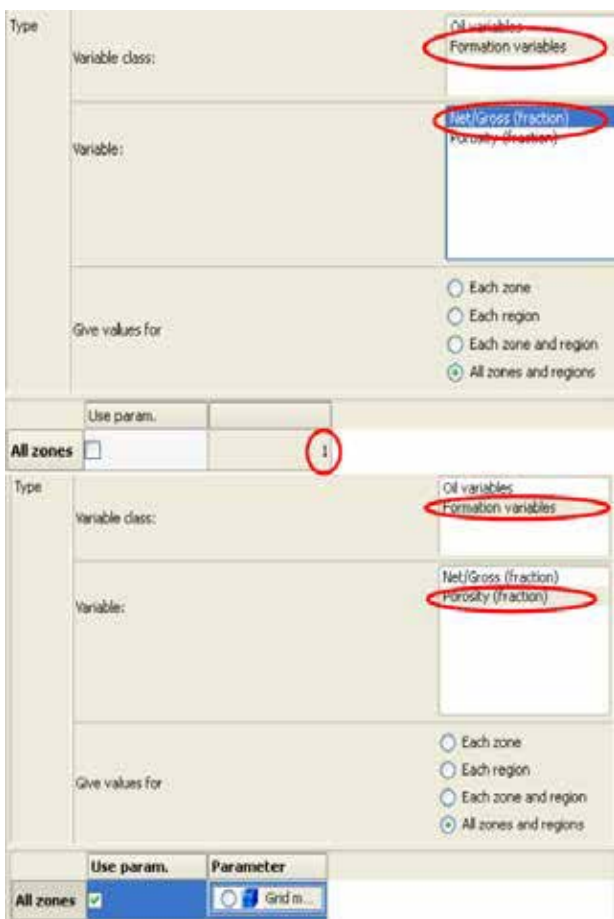 Type
Variable class:
Oil variables
Formation variables
Variable:
Net/Gross (fraction)
Porosity (fraction)
Give values for
Each zone
Each region
Each zone and region
All zones and regions
Use param.
All zones 1
Type
Variable class:
Oil variables
Formation variables
Variable:
Net/Gross (fraction)
Porosity (fraction)
Give values for
Each zone
Each region
Each zone and region
All zones and regions
Use param. Parameter
All zones Grid m...